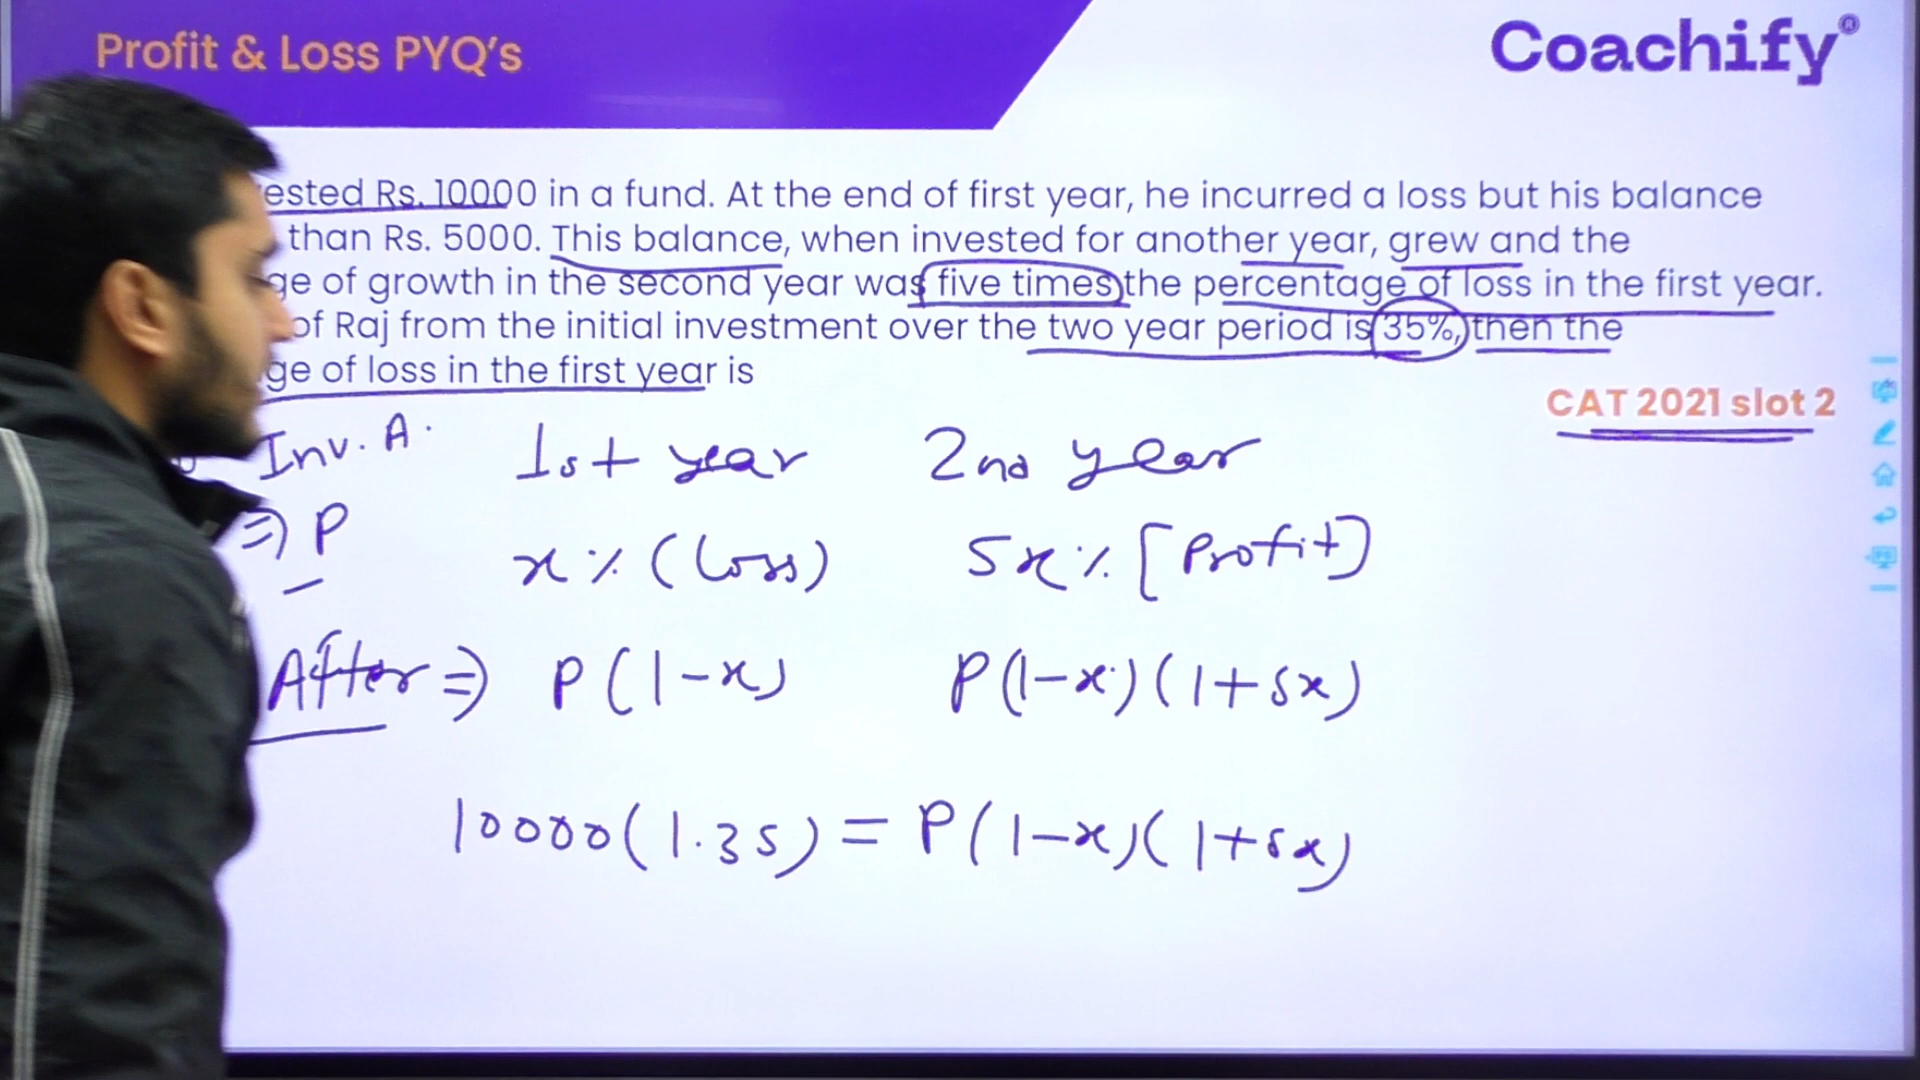 Profit & Loss PYQ's
Coachify®
ested Rs. 10000 in a fund. At the end of first year, he incurred a loss but his balance
than Rs. 5000. This balance, when invested for another year, grew and the
ge of growth in the second year was five times the percentage of loss in the first year.
of Raj from the initial investment over the two year period is 35%, then the
ge of loss in the first year is
CAT 2021 slot 2
Inv. A. 1st year 2nd year
⇒ P x % (Loss) 5x % [Profit]
After ⇒ P(1-x) P(1-x)(1+5x)
10000(1.35) = P(1-x)(1+5x)